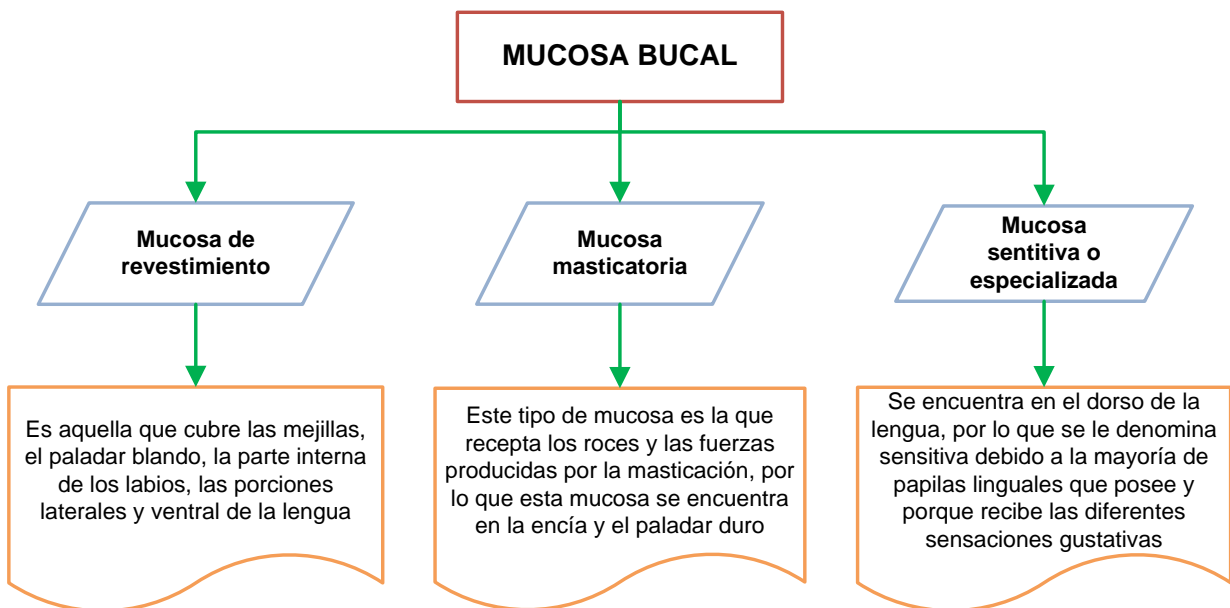 MUCOSA BUCAL
Mucosa de
revestimiento
Mucosa
masticatoria
Mucosa
sentitiva o
especializada
Es aquella que cubre las mejillas,
el paladar blando, la parte interna
de los labios, las porciones
laterales y ventral de la lengua
Este tipo de mucosa es la que
recepta los roces y las fuerzas
producidas por la masticación, por
lo que esta mucosa se encuentra
en la encía y el paladar duro
Se encuentra en el dorso de la
lengua, por lo que se le denomina
sensitiva debido a la mayoría de
papilas linguales que posee y
porque recibe las diferentes
sensaciones gustativas